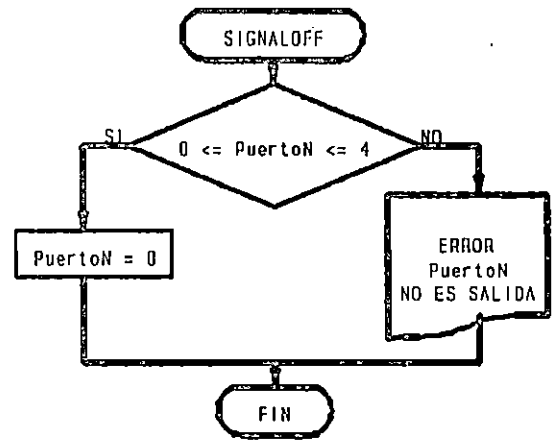 SIGNALOFF
SI
0 <= PuertoN <= 4
NO
PuertoN = 0
ERROR
PuertoN
NO ES SALIDA
FIN